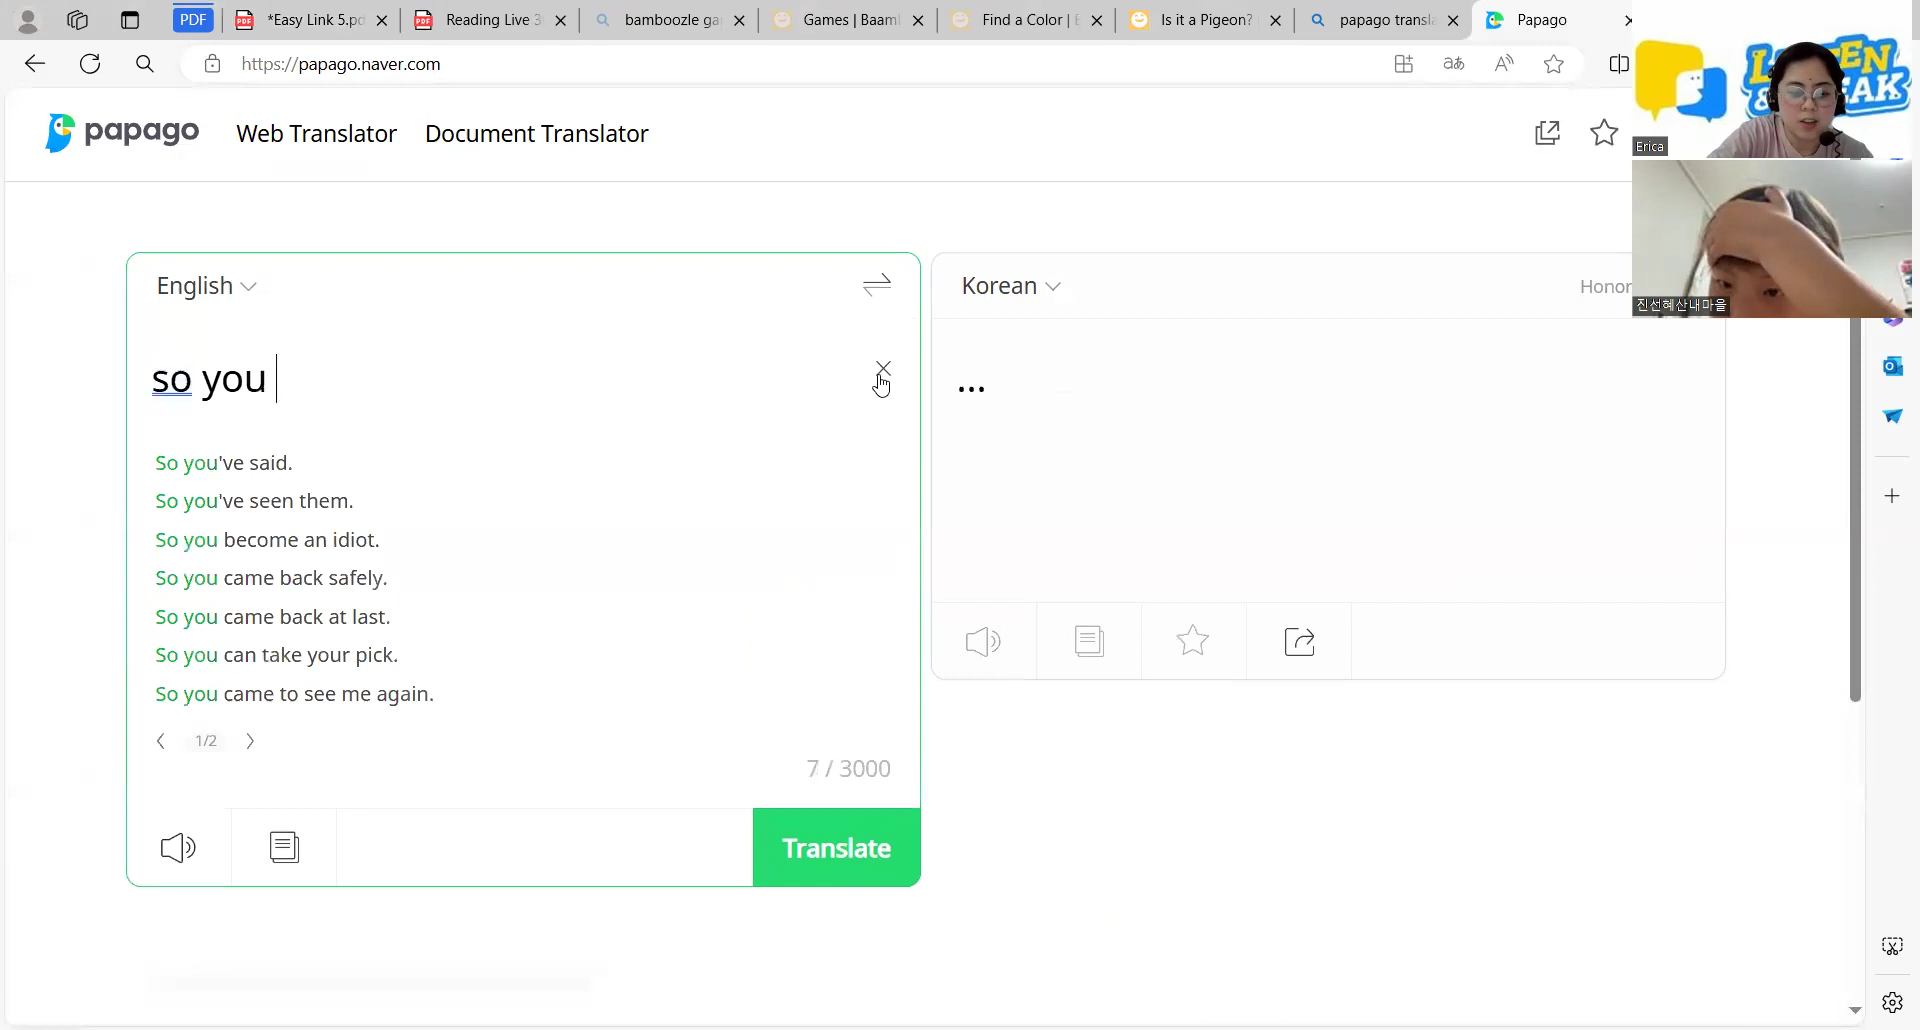 PDF
*Easy Link 5.pd
Reading Live 3
bamboozle ga
Games | Baam
Find a Color |
Is it a Pigeon?
papago transla
Papago
https://papago.naver.com
papago
Web Translator
Document Translator
English
Korean
Honor
so you
...
So you've said.
So you've seen them.
So you become an idiot.
So you came back safely.
So you came back at last.
So you can take your pick.
So you came to see me again.
1/2
7 / 3000
Translate
LISTEN
& SPEAK
Erica
진선혜산내마을